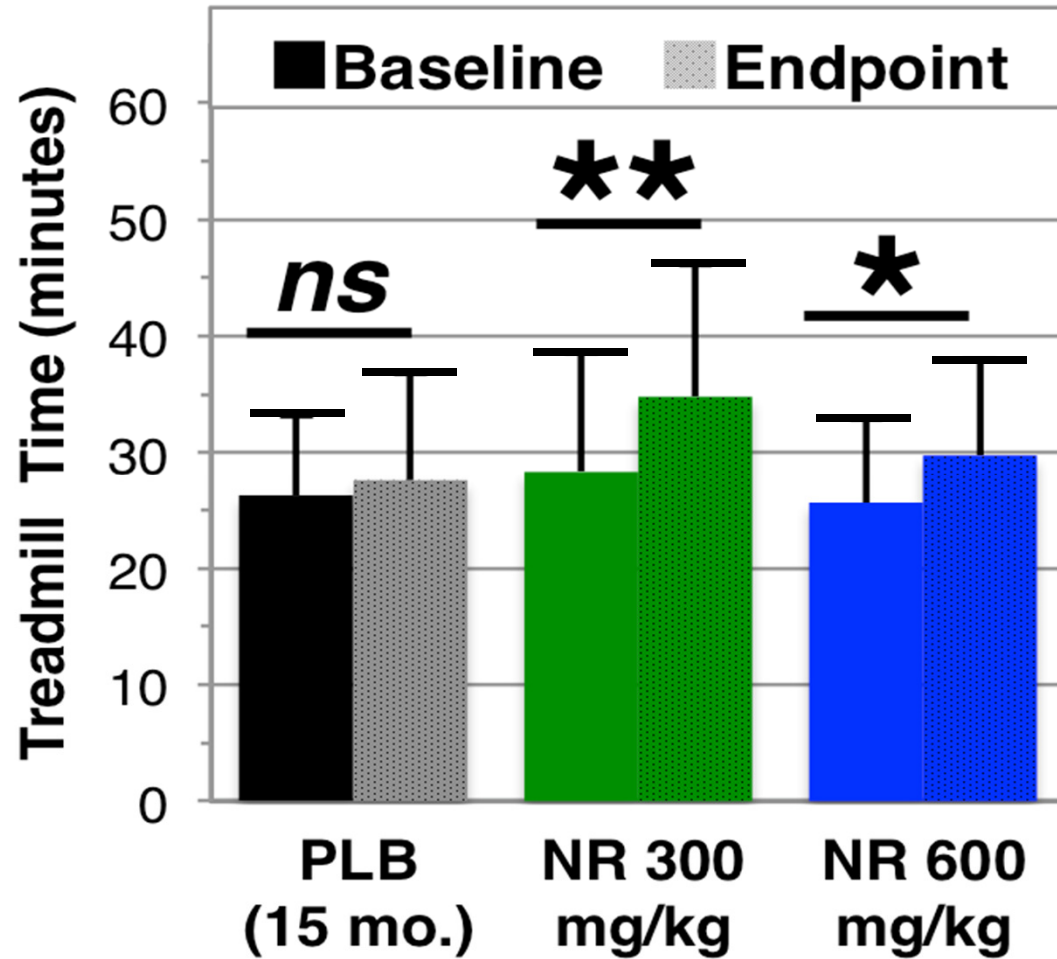 Baseline Endpoint
Treadmill Time (minutes)
60
50
40
30
20
10
0
ns
**
*
PLB
(15 mo.)
NR 300
mg/kg
NR 600
mg/kg